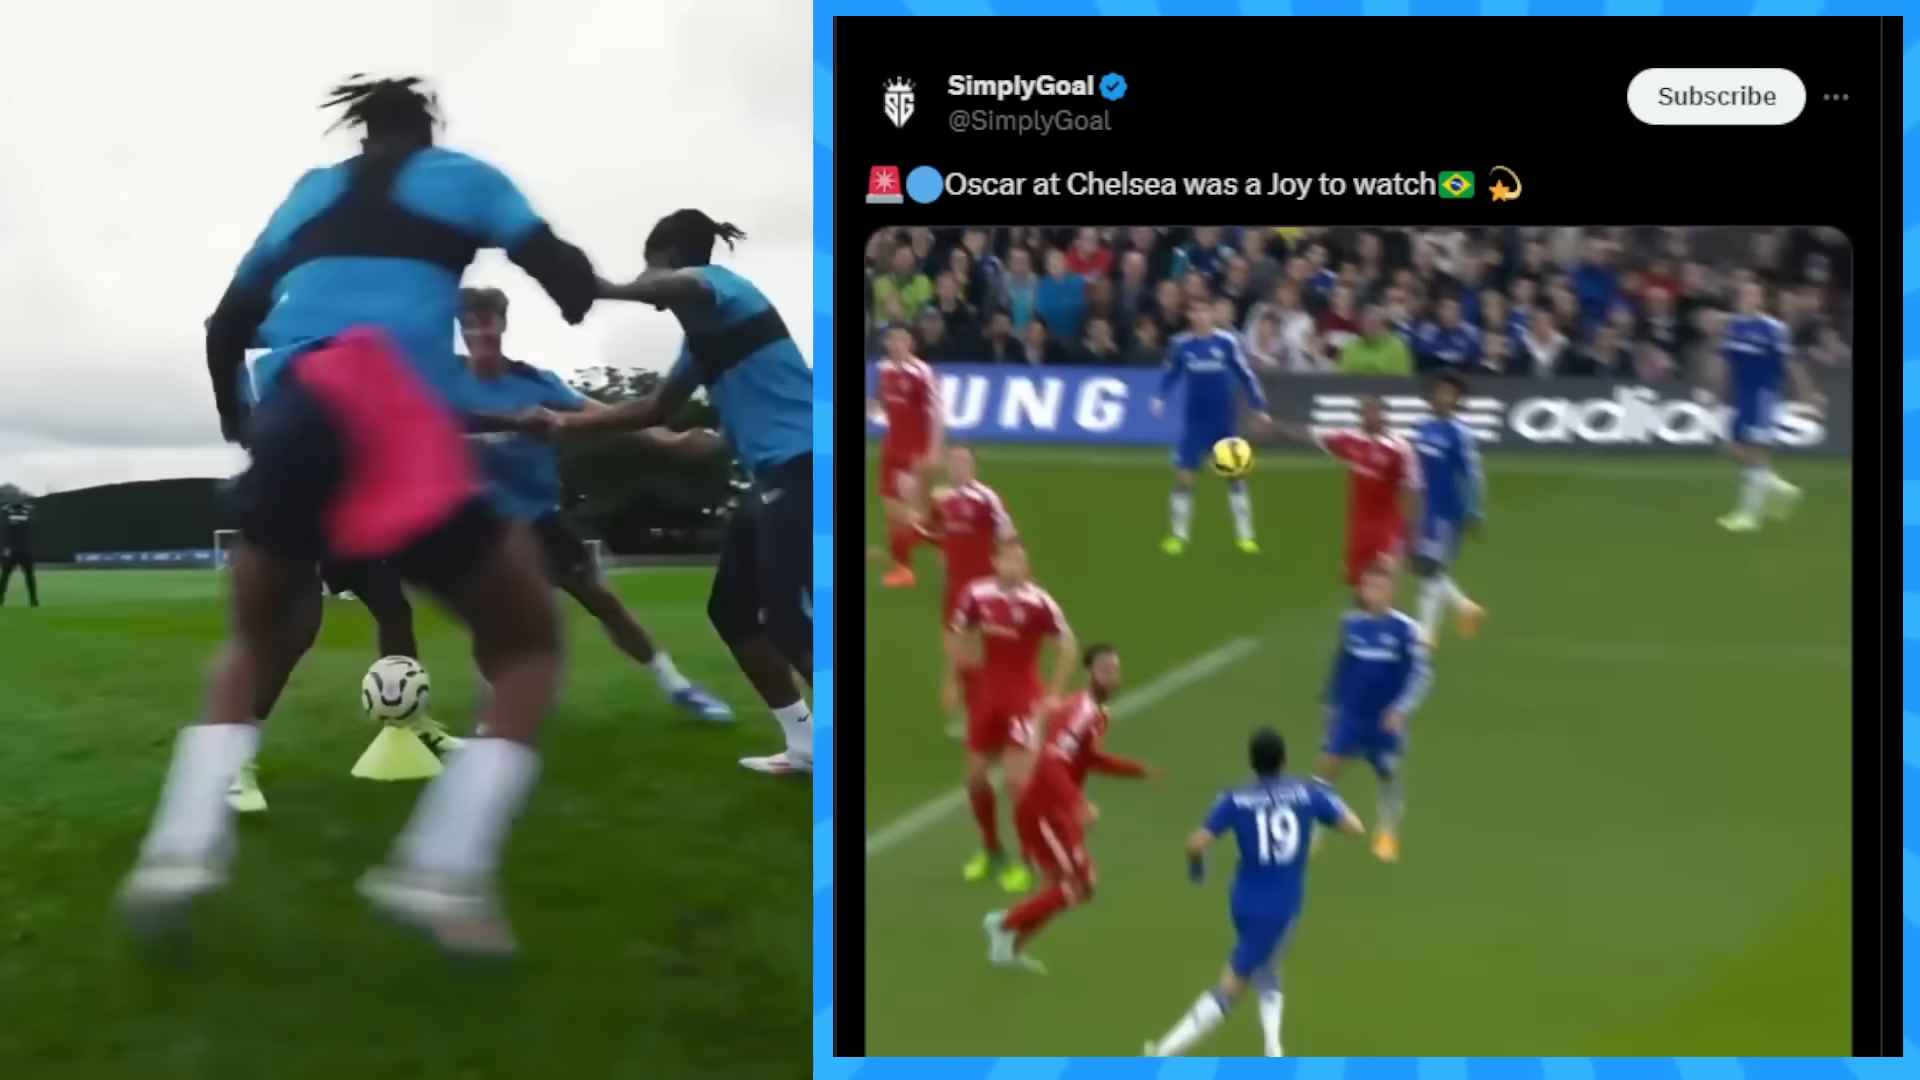 SimplyGoal
@SimplyGoal
Subscribe
🚨🔵Oscar at Chelsea was a Joy to watch🇧🇷 💫
UNG
adidas
19